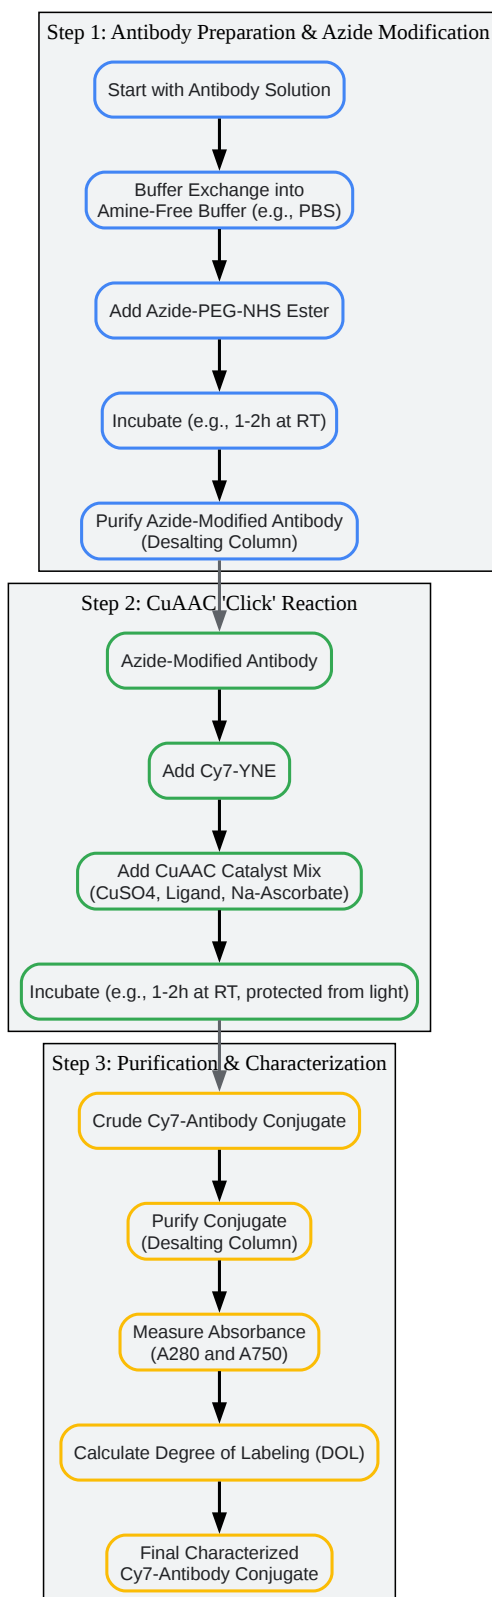 Step 1: Antibody Preparation & Azide Modification
Start with Antibody Solution
Buffer Exchange into
Amine-Free Buffer (e.g., PBS)
Add Azide-PEG-NHS Ester
Incubate (e.g., 1-2h at RT)
Purify Azide-Modified Antibody
(Desalting Column)
Step 2: CuAAC 'Click' Reaction
Azide-Modified Antibody
Add Cy7-YNE
Add CuAAC Catalyst Mix
(CuSO4, Ligand, Na-Ascorbate)
Incubate (e.g., 1-2h at RT, protected from light)
Step 3: Purification & Characterization
Crude Cy7-Antibody Conjugate
Purify Conjugate
(Desalting Column)
Measure Absorbance
(A280 and A750)
Calculate Degree of Labeling (DOL)
Final Characterized
Cy7-Antibody Conjugate